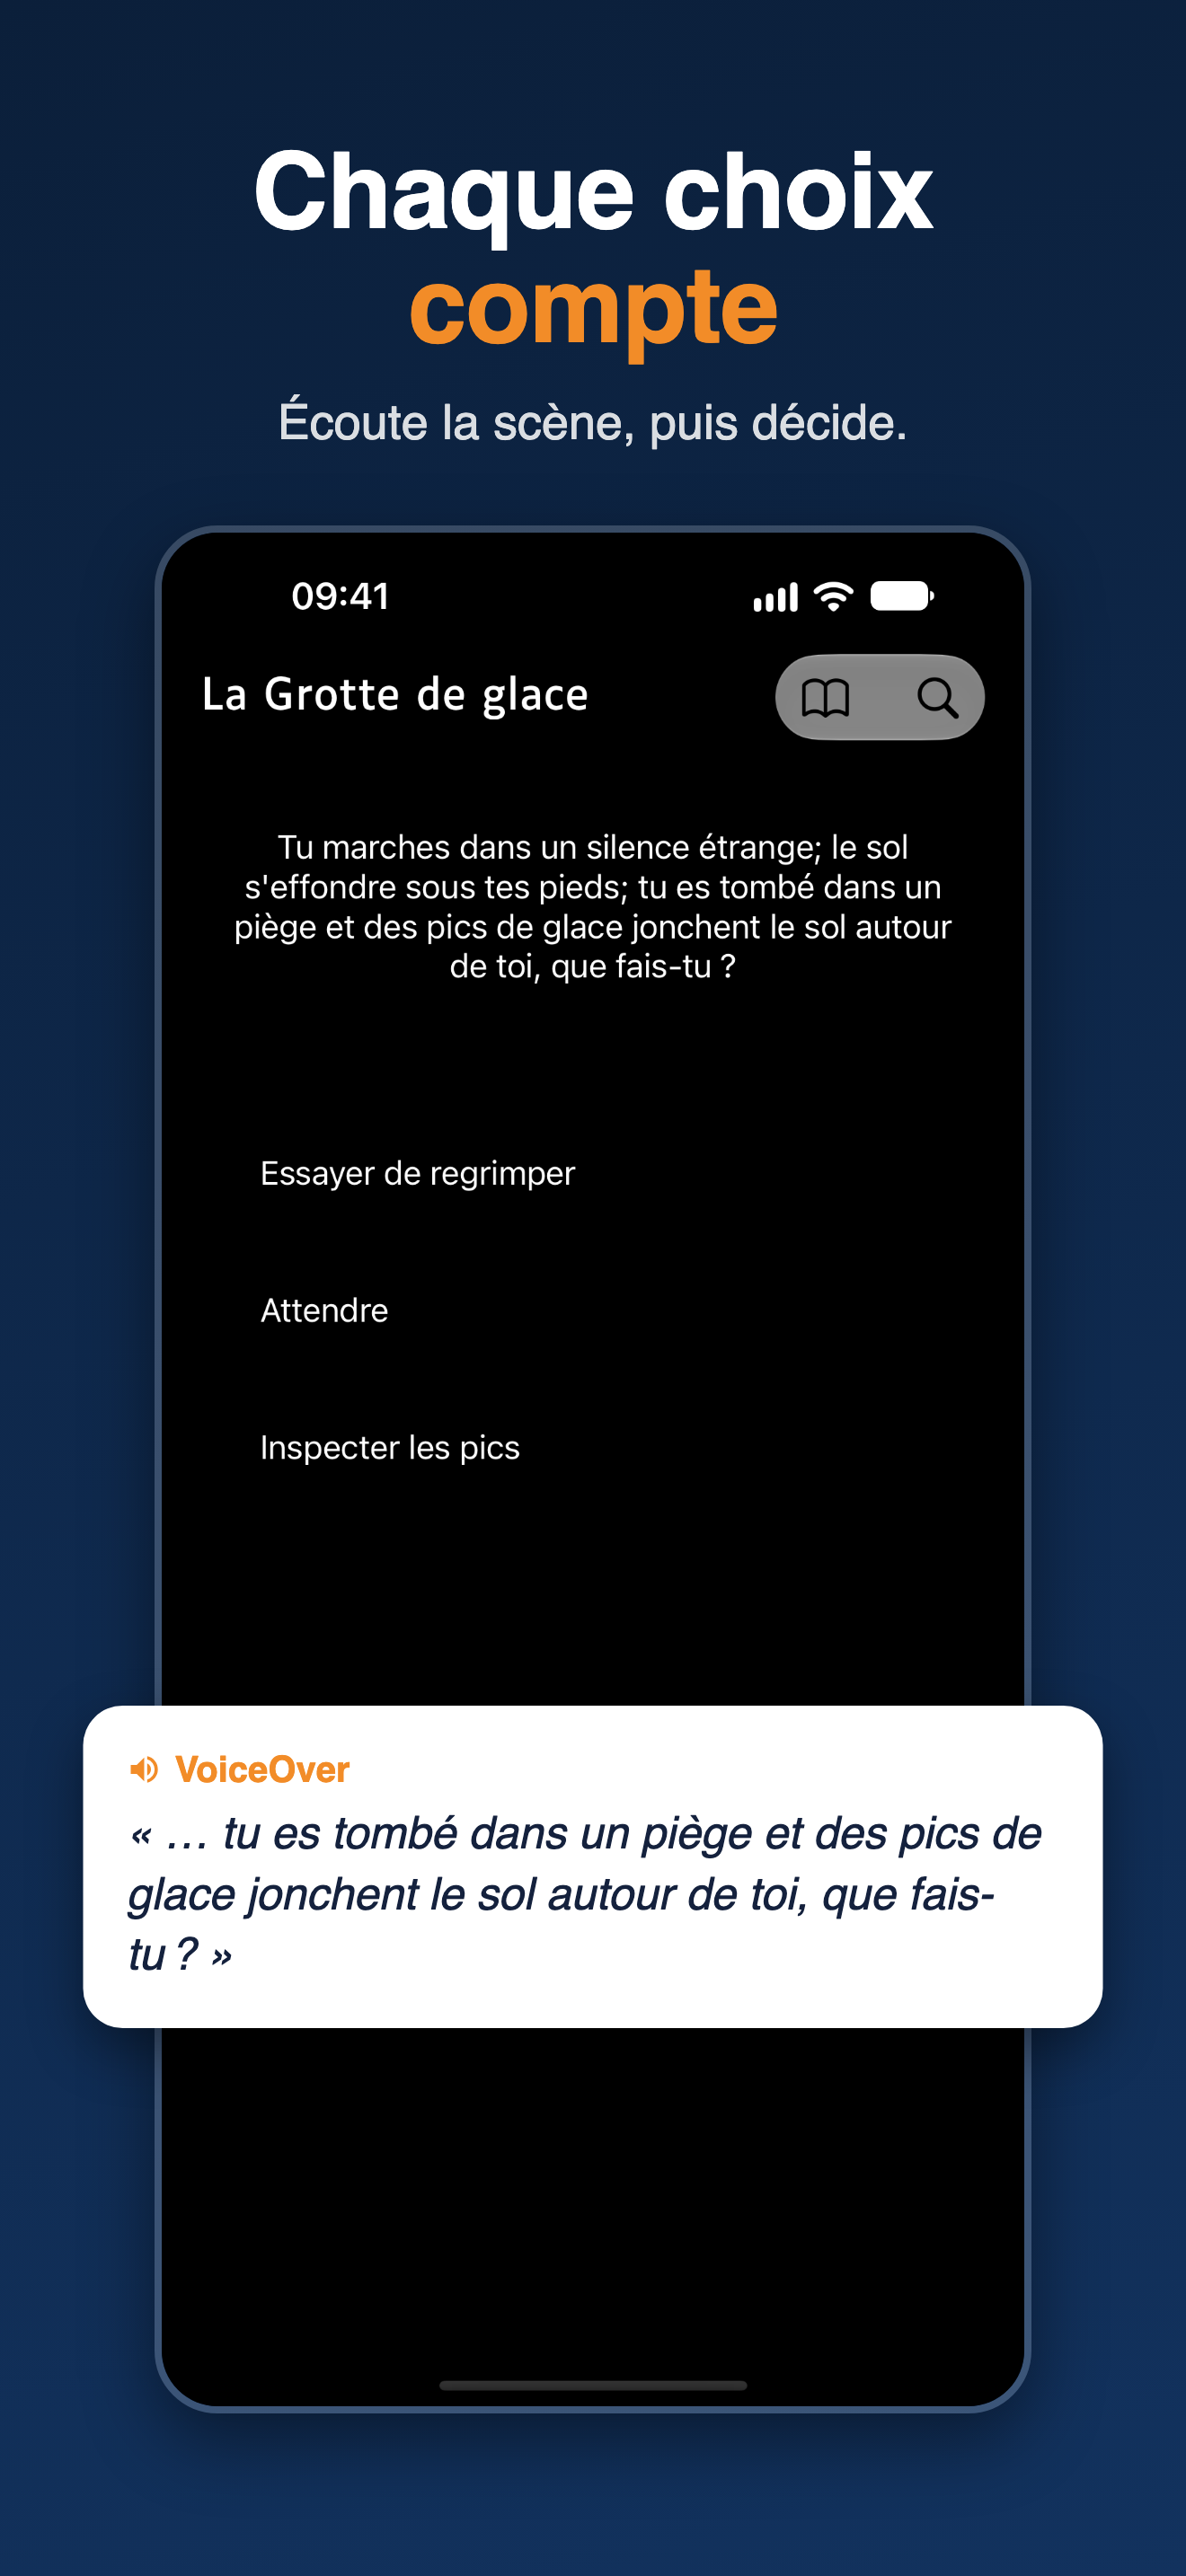 Chaque choix
compte
Écoute la scène, puis décide.
09:41
La Grotte de glace
Tu marches dans un silence étrange; le sol
s'effondre sous tes pieds; tu es tombé dans un
piège et des pics de glace jonchent le sol autour
de toi, que fais-tu ?
Essayer de regrimper
Attendre
Inspecter les pics
VoiceOver
« … tu es tombé dans un piège et des pics de
glace jonchent le sol autour de toi, que fais-
tu ? »